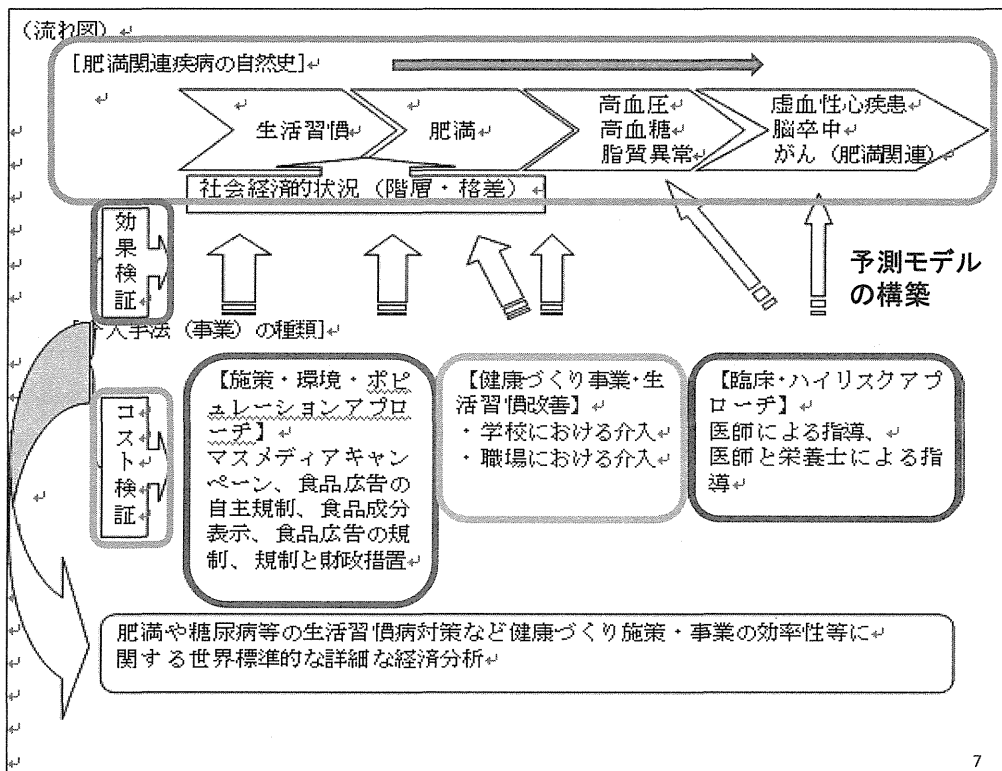 （流れ図）
[肥満関連疾病の自然史]
生活習慣
肥満
高血圧
高血糖
脂質異常
虚血性心疾患
脳卒中
がん（肥満関連）
社会経済的状況（階層・格差）
効果検証
予測モデル
の構築
[介入手法（事業）の種類]
コスト検証
【施策・環境・ポピ
ュレーションアプロ
ーチ】
マスメディアキャン
ペーン、食品広告の
自主規制、食品成分
表示、食品広告の規
制、規制と財政措置
【健康づくり事業・生
活習慣改善】
・学校における介入
・職場における介入
【臨床・ハイリスクアプ
ローチ】
医師による指導、
医師と栄養士による指
導
肥満や糖尿病等の生活習慣病対策など健康づくり施策・事業の効率性等に
関する世界標準的な詳細な経済分析
7